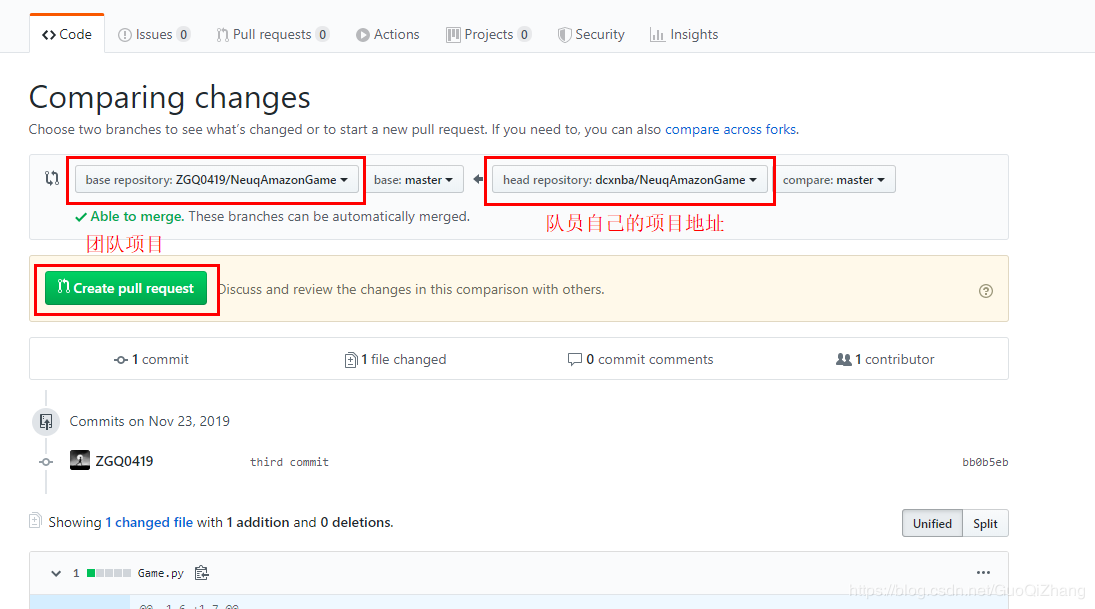 Code Issues 0 Pull requests 0 Actions Projects 0 Security Insights
Comparing changes
Choose two branches to see what's changed or to start a new pull request. If you need to, you can also compare across forks.
base repository: ZGQ0419/NeuqAmazonGame base: master head repository: dcxnba/NeuqAmazonGame compare: master
Able to merge. These branches can be automatically merged.
队员自己的项目地址
团队项目
Create pull request Discuss and review the changes in this comparison with others.
1 commit 1 file changed 0 commit comments 1 contributor
Commits on Nov 23, 2019
ZGQ0419 third commit bb0b5eb
Showing 1 changed file with 1 addition and 0 deletions. Unified Split
1 Game.py ...
https://blog.csdn.net/GuoQiZhang
@@ -1,6 +1,7 @@